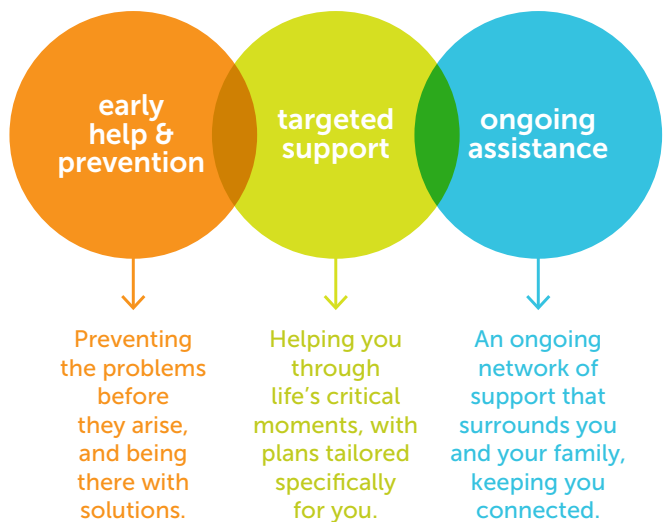 early
help &
prevention
targeted
support
ongoing
assistance
Preventing
the problems
before
they arise,
and being
there with
solutions.
Helping you
through
life's critical
moments, with
plans tailored
specifically
for you.
An ongoing
network of
support that
surrounds you
and your family,
keeping you
connected.